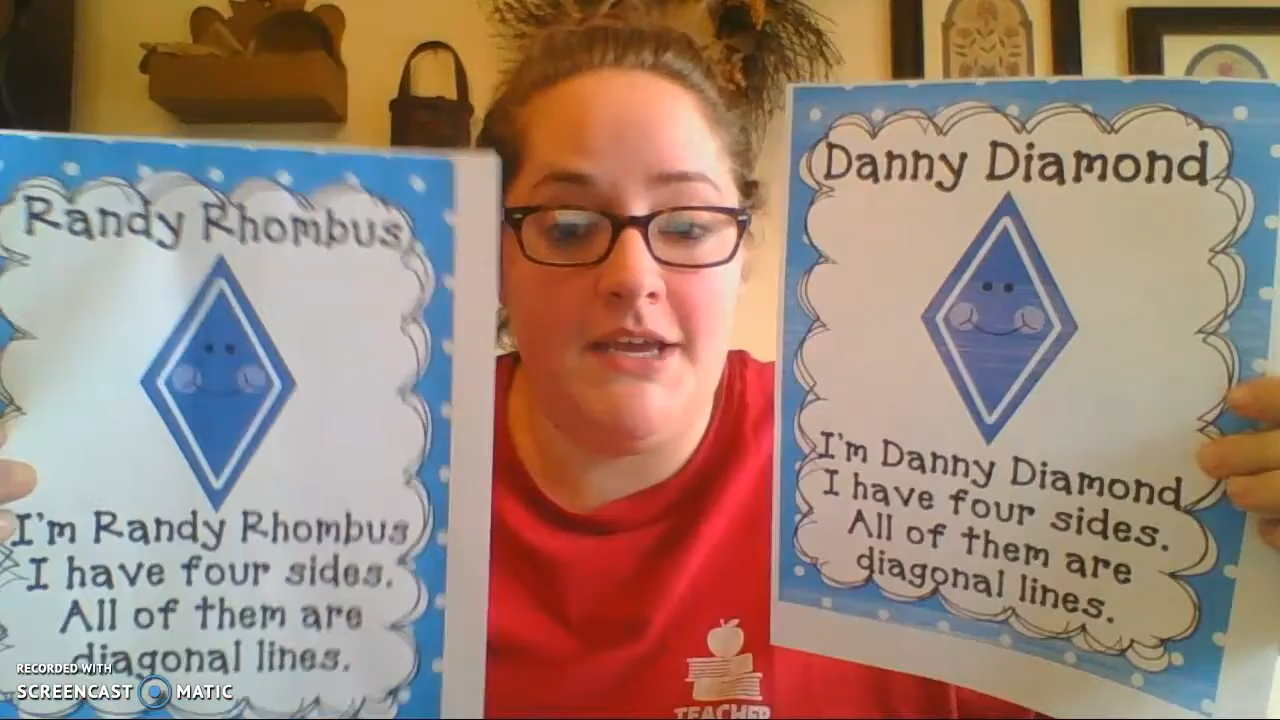 Randy Rhombus
I'm Randy Rhombus
I have four sides.
All of them are
diagonal lines.
Danny Diamond
I'm Danny Diamond
I have four sides.
All of them are
diagonal lines.
TEACHER
RECORDED WITH
SCREENCAST MATIC